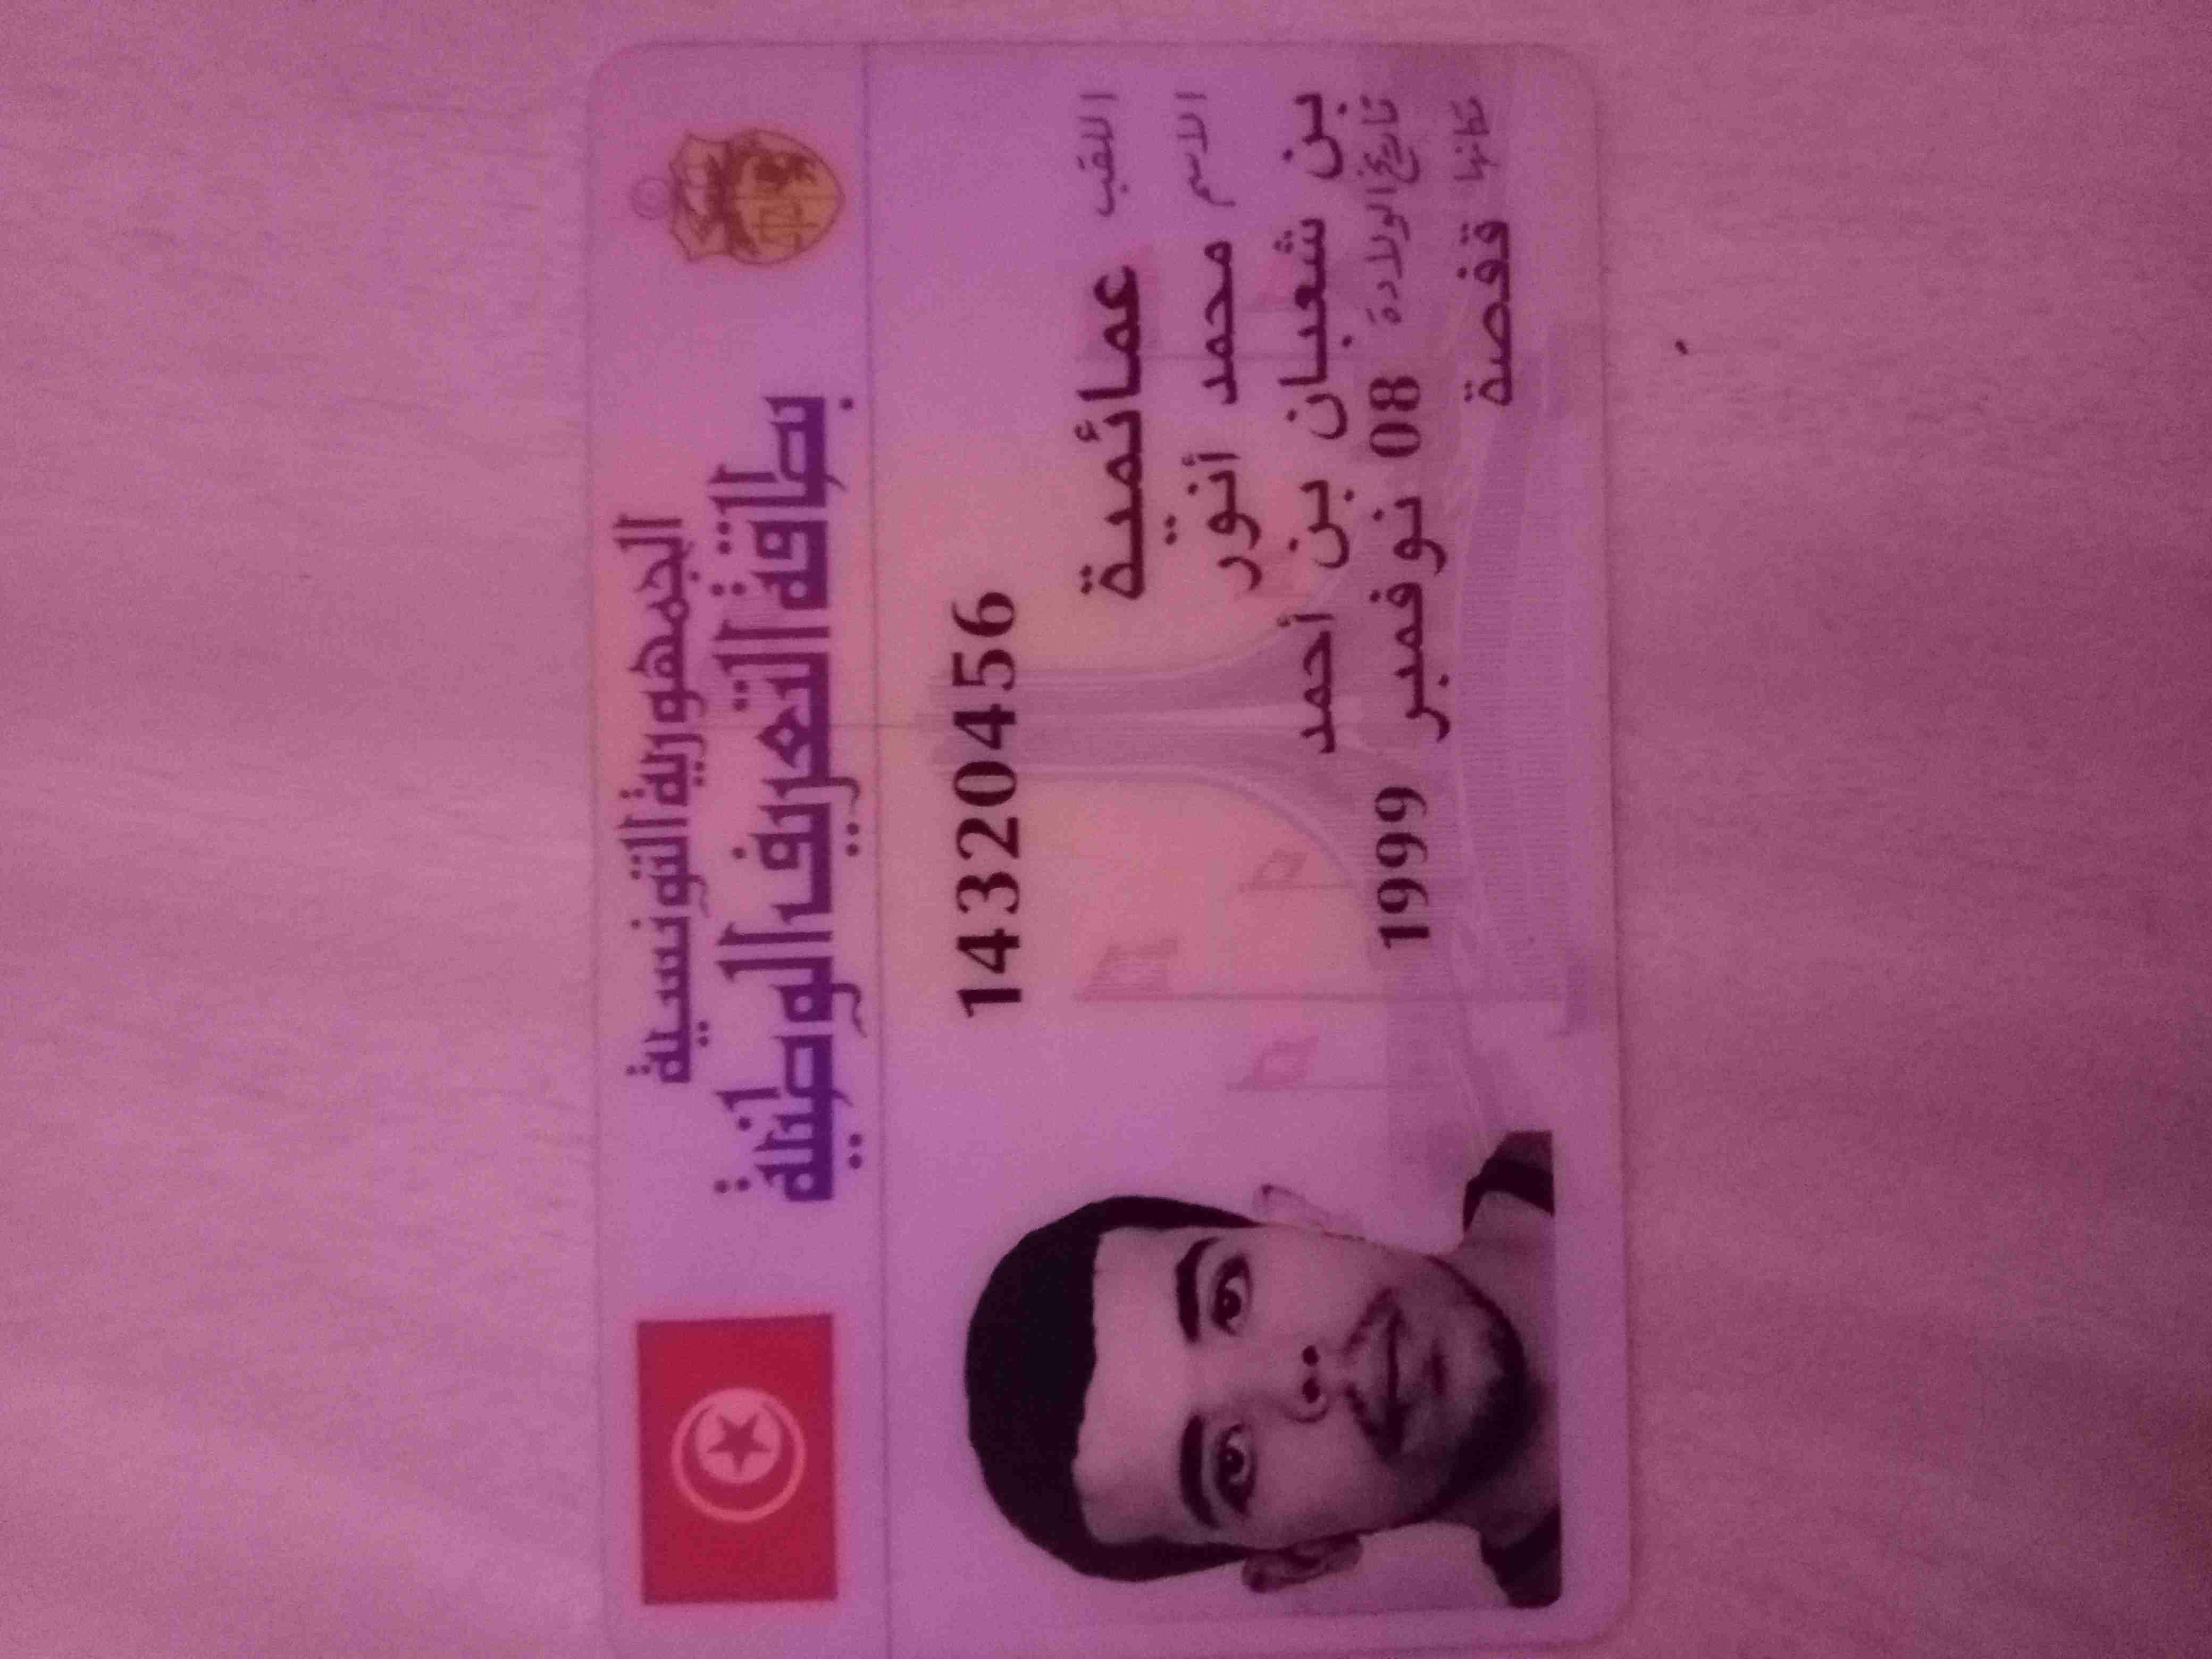 الجمهورية التونسية
بطاقة التعريف الوطنية
14320456
اللقب عمائمية
الاسم محمد أنور
بن شعبان بن أحمد
تاريخ الولادة 08 نوفمبر 1999
مكانها قفصة